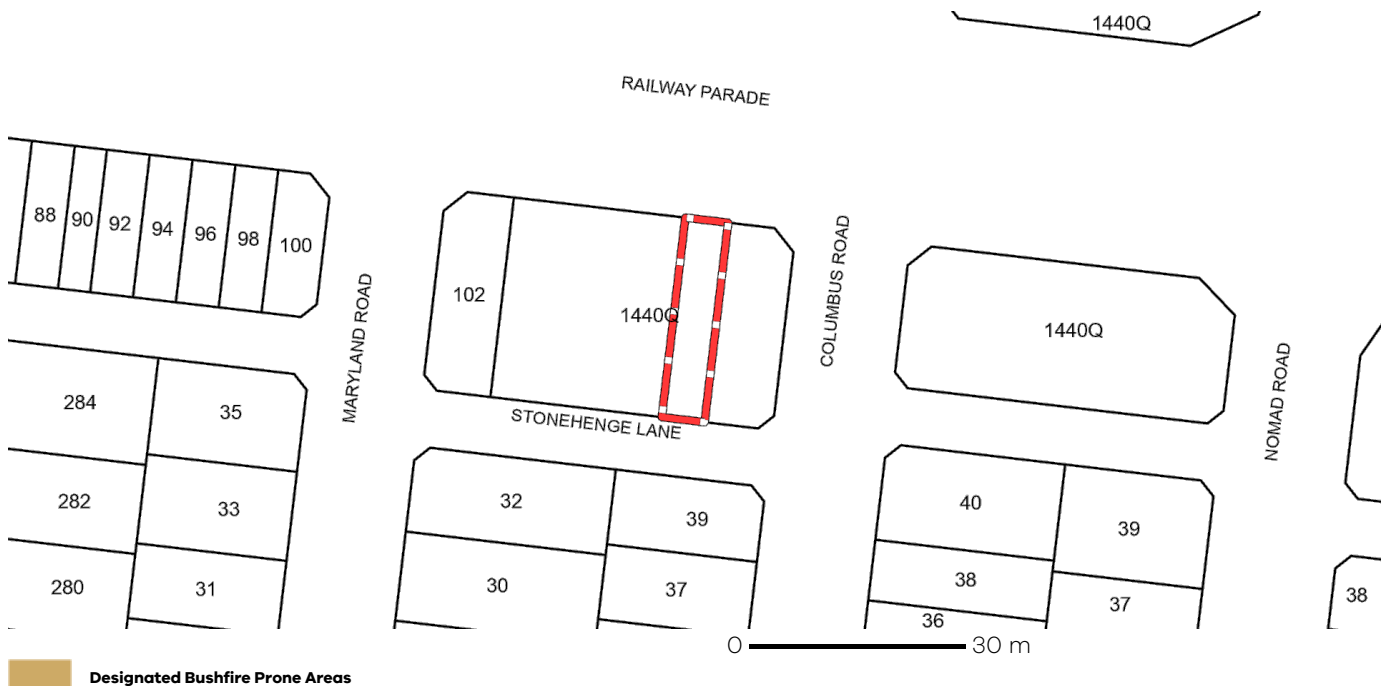 1440Q
RAILWAY PARADE
88
90
92
94
96
98
100
102
1440Q
1440Q
MARYLAND ROAD
COLUMBUS ROAD
NOMAD ROAD
STONEHENGE LANE
284
35
282
33
280
31
32
39
30
37
40
39
38
37
36
38
0 30 m
Designated Bushfire Prone Areas